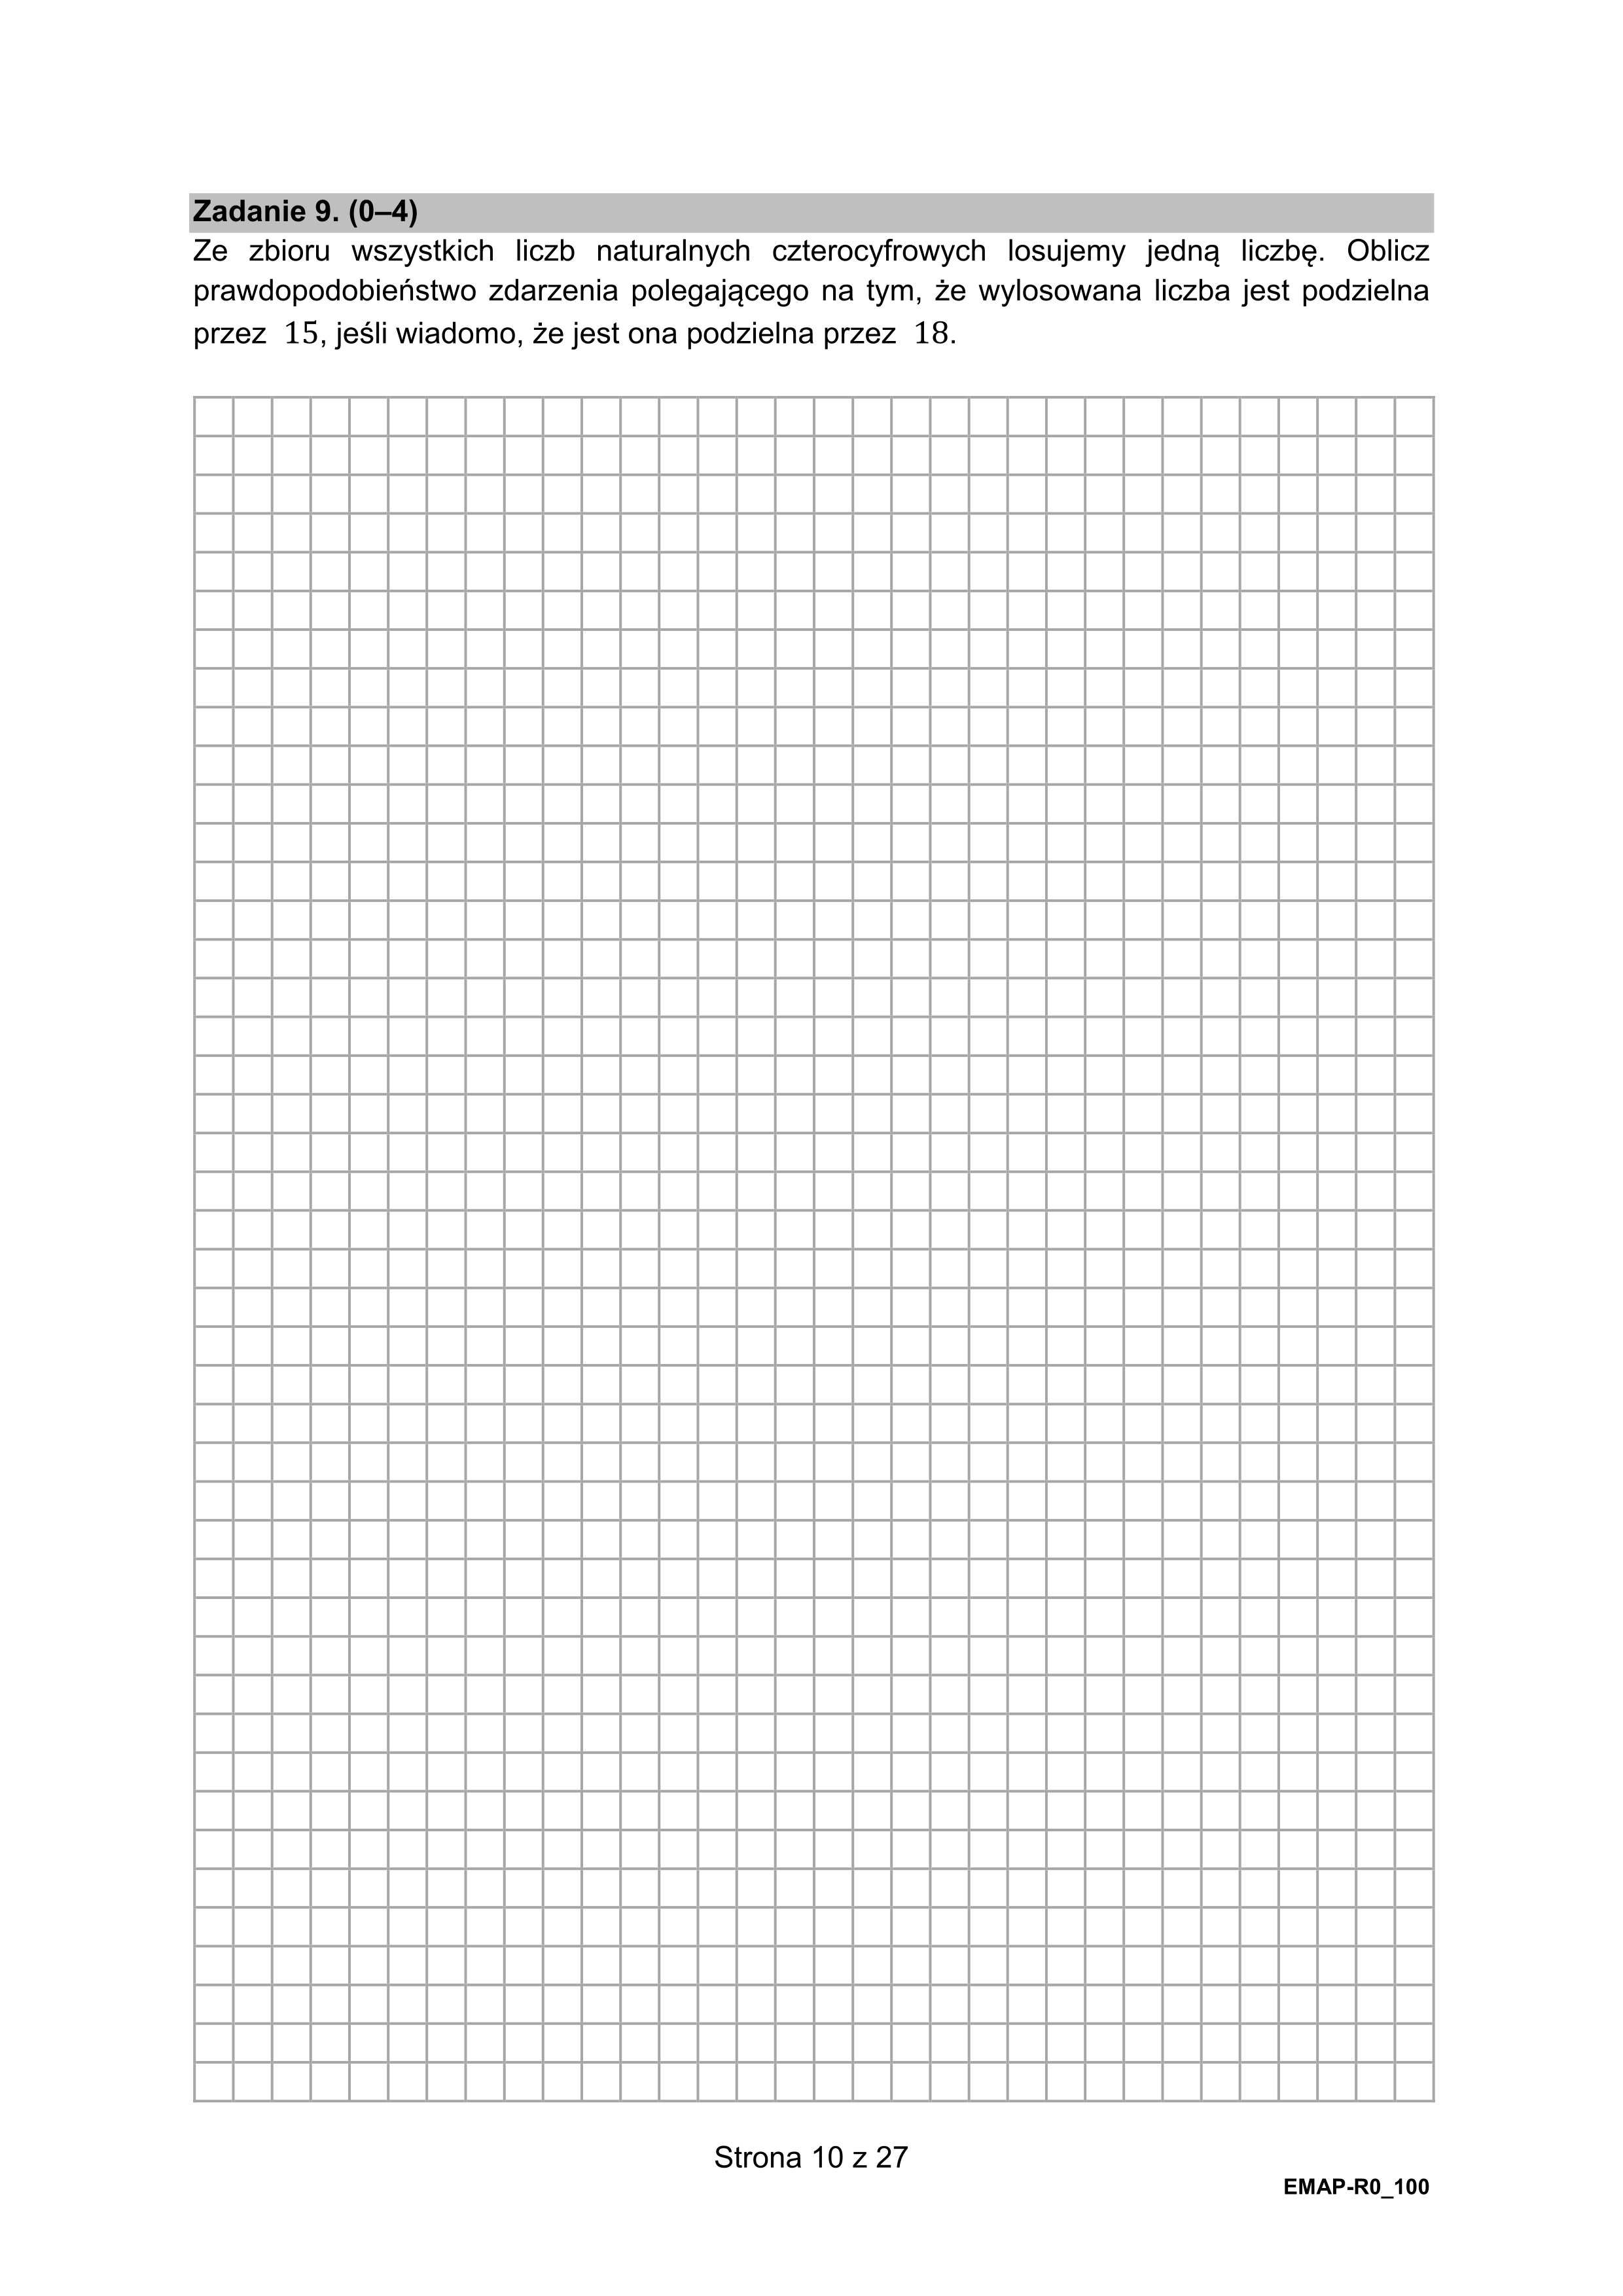 Zadanie 9. (0–4)
Ze zbioru wszystkich liczb naturalnych czterocyfrowych losujemy jedną liczbę. Oblicz
prawdopodobieństwo zdarzenia polegającego na tym, że wylosowana liczba jest podzielna
przez 15, jeśli wiadomo, że jest ona podzielna przez 18.
Strona 10 z 27
EMAP-R0_100